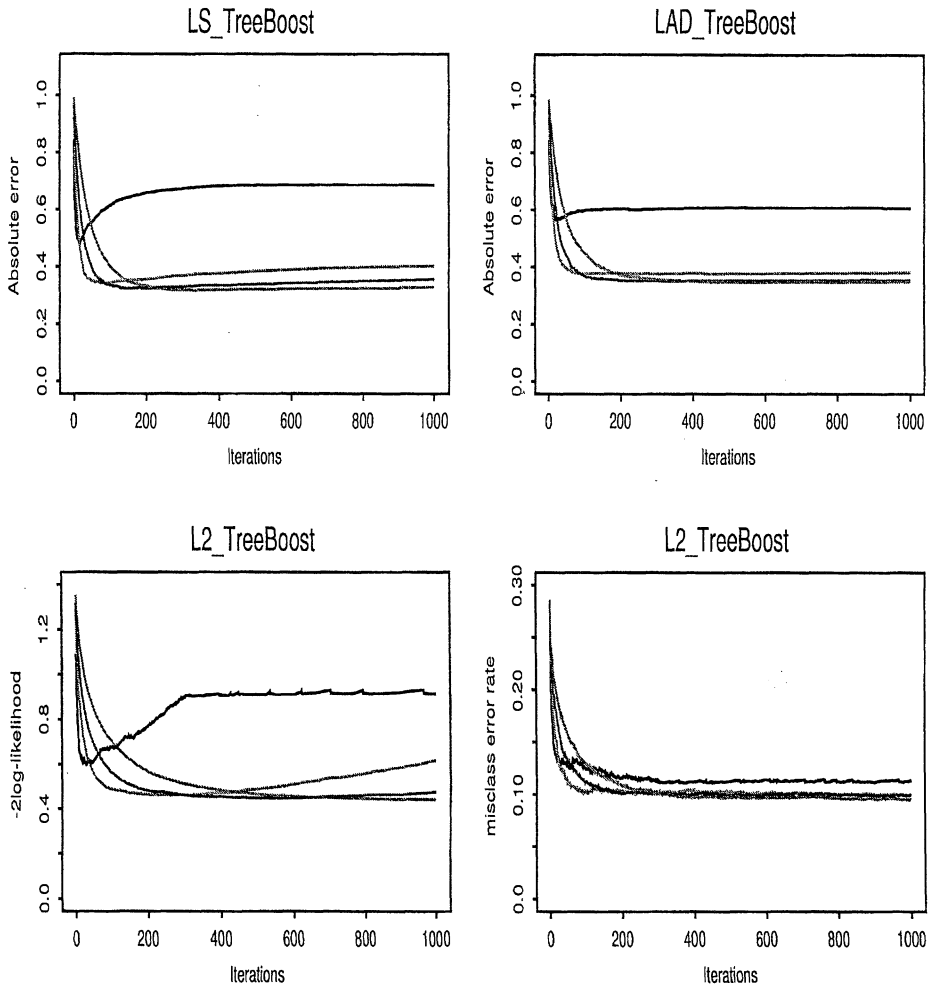 LS_TreeBoost
Absolute error
0.0 0.2 0.4 0.6 0.8 1.0
0 200 400 600 800 1000
Iterations
LAD_TreeBoost
Absolute error
0.0 0.2 0.4 0.6 0.8 1.0
0 200 400 600 800 1000
Iterations
L2_TreeBoost
-2log-likelihood
0.0 0.4 0.8 1.2
0 200 400 600 800 1000
Iterations
L2_TreeBoost
misclass error rate
0.0 0.10 0.20 0.30
0 200 400 600 800 1000
Iterations